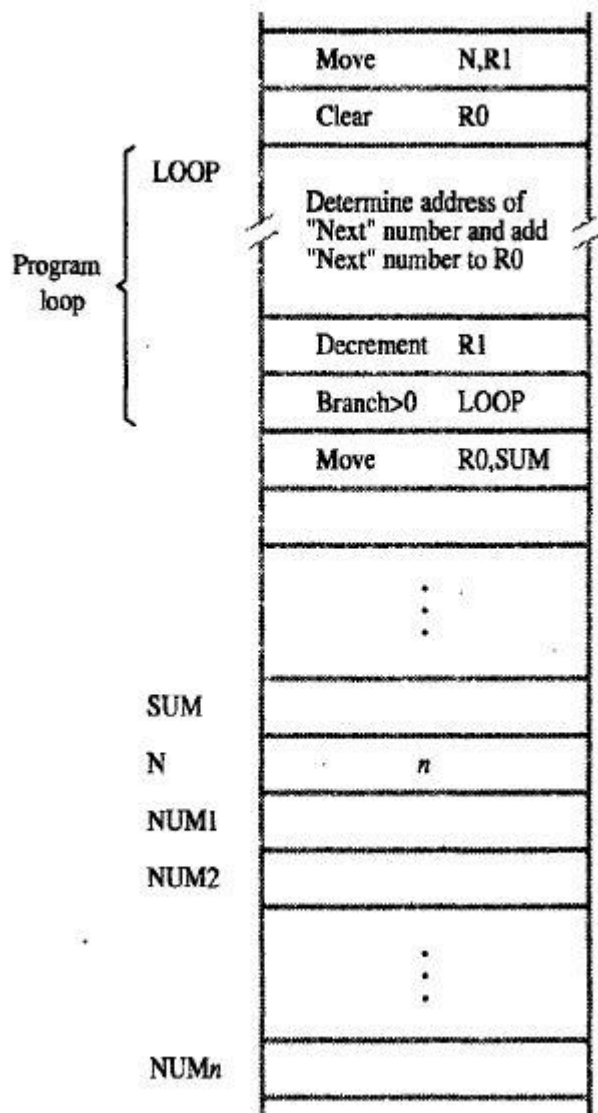 Move N,R1
Clear R0
LOOP
Determine address of
"Next" number and add
"Next" number to R0
Program
loop
Decrement R1
Branch>0 LOOP
Move R0,SUM
SUM
N n
NUM1
NUM2
NUMn